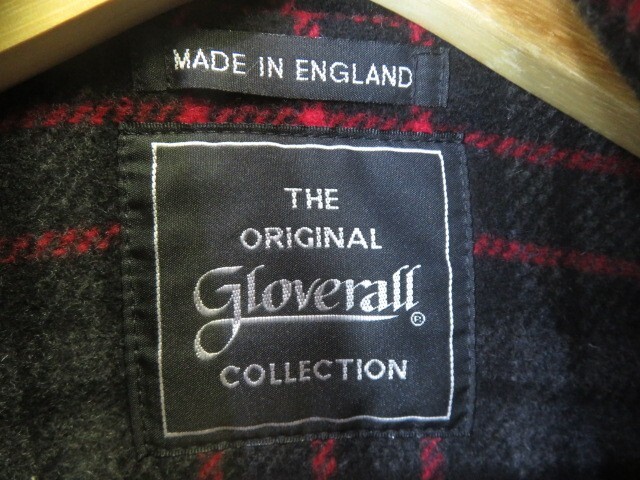 MADE IN ENGLAND
THE
ORIGINAL
Gloverall®
COLLECTION